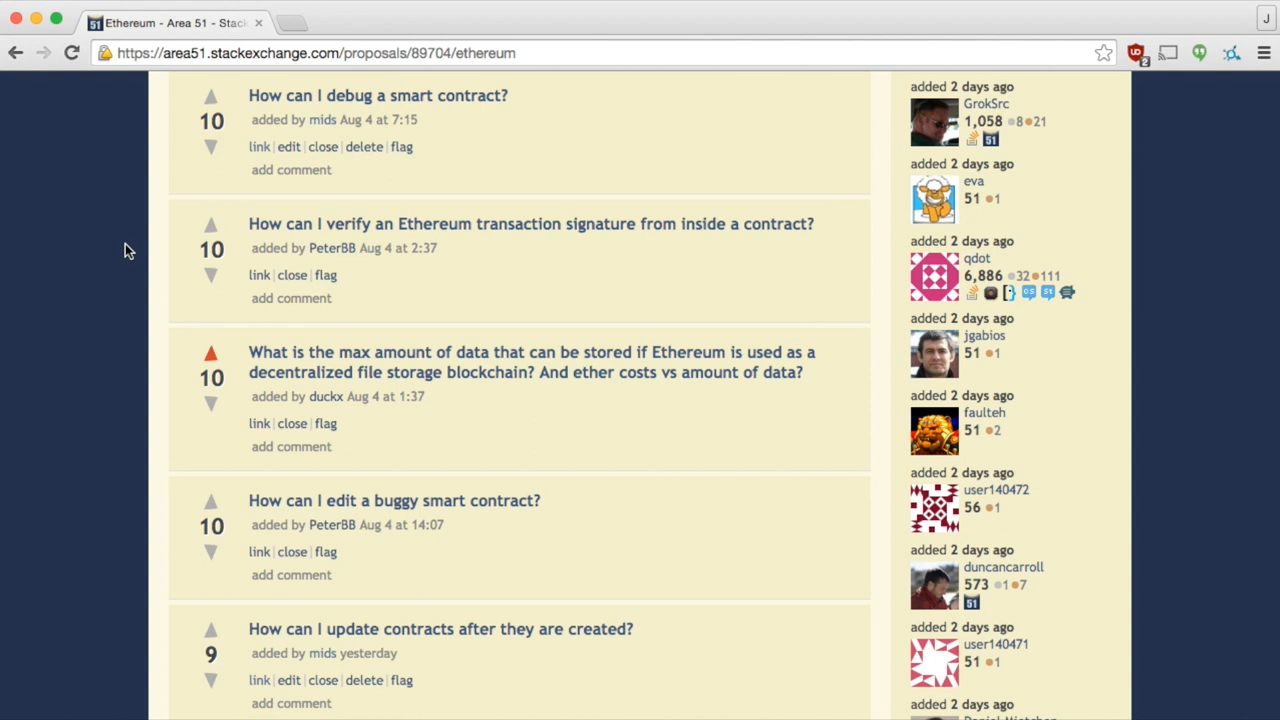 Ethereum - Area 51 - Stac
J
https://area51.stackexchange.com/proposals/89704/ethereum
2
How can I debug a smart contract?
10
added by mids Aug 4 at 7:15
link | edit | close | delete | flag
add comment
How can I verify an Ethereum transaction signature from inside a contract?
10
added by PeterBB Aug 4 at 2:37
link | close | flag
add comment
What is the max amount of data that can be stored if Ethereum is used as a
decentralized file storage blockchain? And ether costs vs amount of data?
10
added by duckx Aug 4 at 1:37
link | close | flag
add comment
How can I edit a buggy smart contract?
10
added by PeterBB Aug 4 at 14:07
link | close | flag
add comment
How can I update contracts after they are created?
9
added by mids yesterday
link | edit | close | delete | flag
add comment
added 2 days ago
GrokSrc
1,058 8 21
51
added 2 days ago
eva
51 1
added 2 days ago
qdot
6,886 32 111
added 2 days ago
jgabios
51 1
added 2 days ago
faulteh
51 2
added 2 days ago
user140472
56 1
added 2 days ago
duncancarroll
573 1 7
51
added 2 days ago
user140471
51 1
added 2 days ago